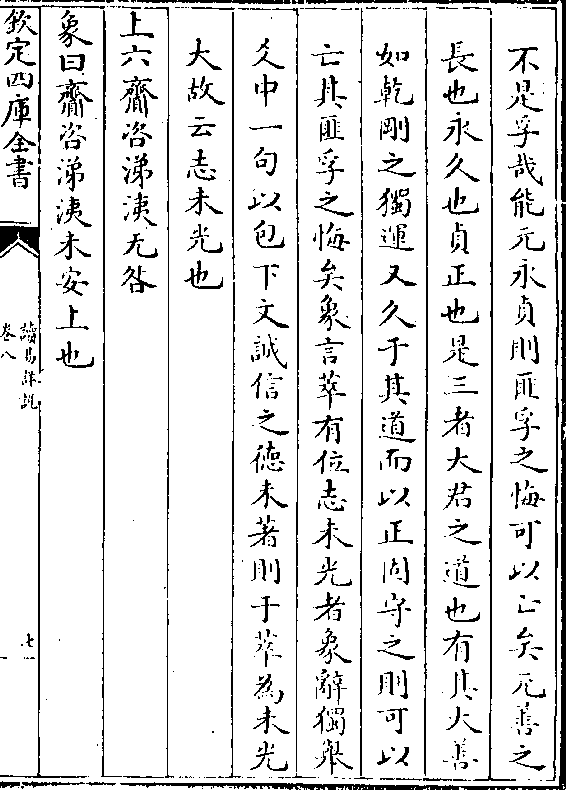 不是孚哉能元永貞則匪孚之悔可以亡矣元善之
長也永久也貞正也是三者大君之道也有其大善
如乾剛之獨運又久于其道而以正固守之則可以
亡其匪孚之悔矣象言萃有位志未光者象辭獨舉
爻中一句以包下文誠信之德未著則于萃為未光
大故云志未光也
上六齎咨涕洟无咎
象曰齎咨涕洟未安上也
欽定四庫全書
讀易詳說
卷八
七